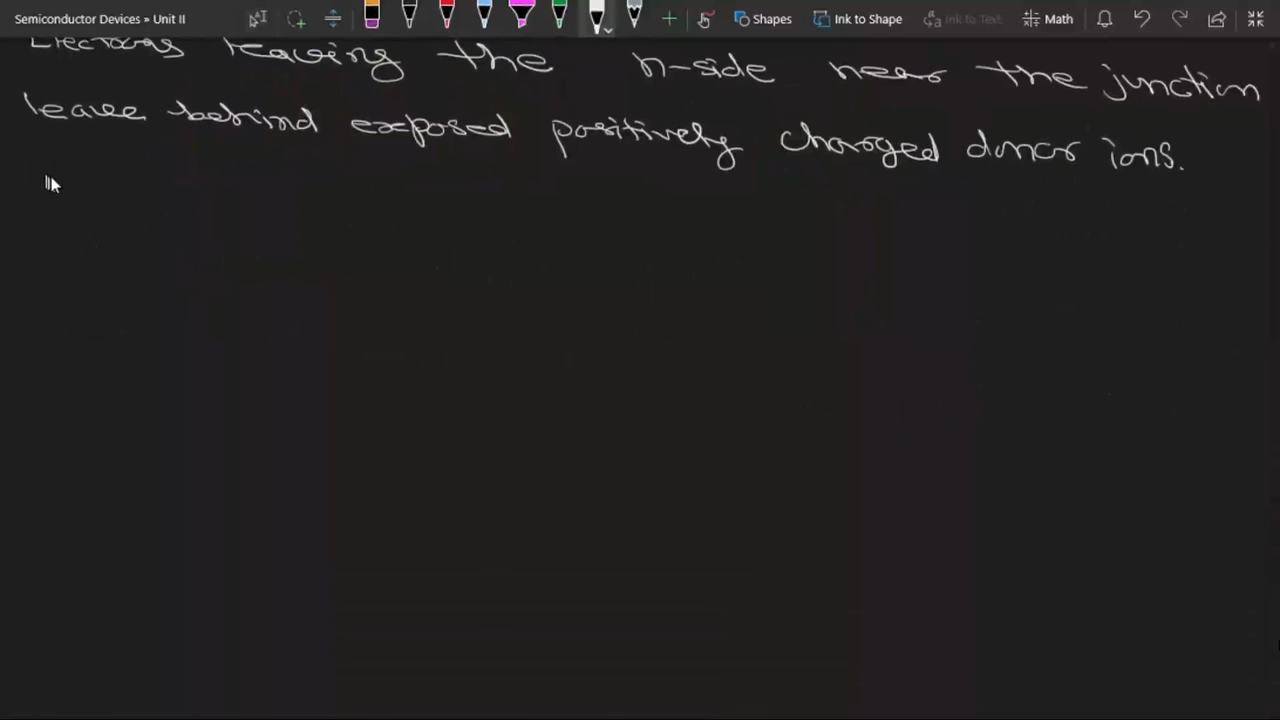 Semiconductor Devices » Unit II
Shapes
Ink to Shape
Ink to Text
Math
Electrons leaving the n-side near the junction
leave behind exposed positively charged donor ions.